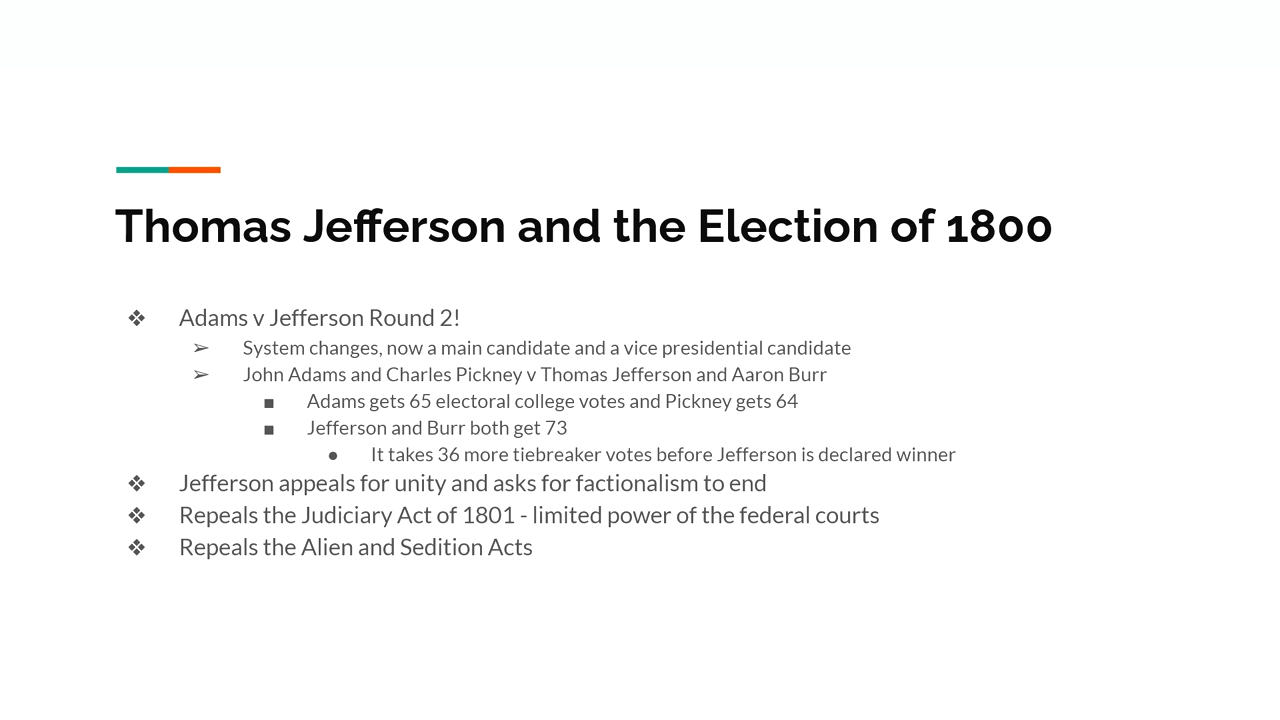 Thomas Jefferson and the Election of 1800
❖ Adams v Jefferson Round 2!
➢ System changes, now a main candidate and a vice presidential candidate
➢ John Adams and Charles Pickney v Thomas Jefferson and Aaron Burr
■ Adams gets 65 electoral college votes and Pickney gets 64
■ Jefferson and Burr both get 73
● It takes 36 more tiebreaker votes before Jefferson is declared winner
❖ Jefferson appeals for unity and asks for factionalism to end
❖ Repeals the Judiciary Act of 1801 - limited power of the federal courts
❖ Repeals the Alien and Sedition Acts